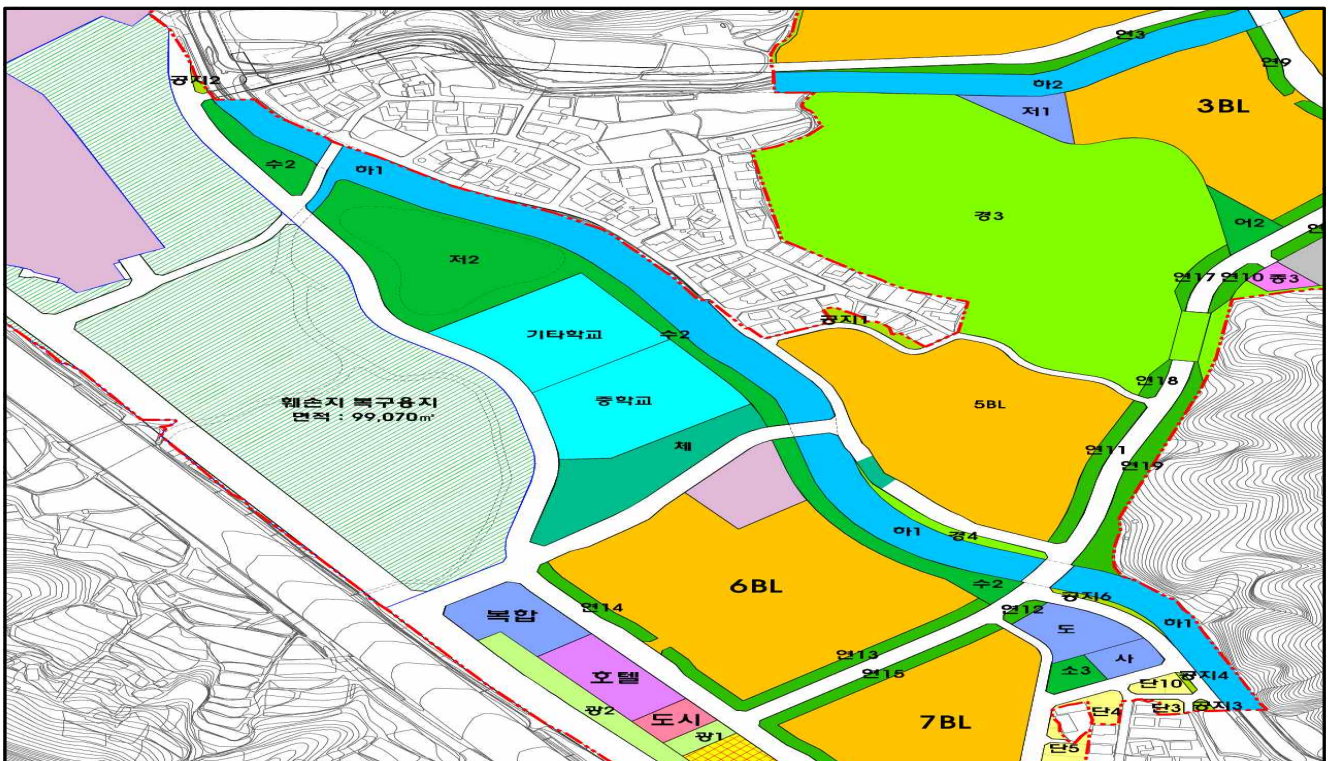 연3
연9
공지2
하2
저1
3BL
수2
하1
경3
어2
연
저2
연17
연10
종3
공지1
기타학교
수2
연18
훼손지 복구용지
면적 : 99,070㎡
중학교
5BL
체
연11
연19
하1
경4
6BL
수2
연14
공지6
연12
복합
도
하1
연13
사
호텔
소3
연15
공지4
단10
광2
도시
7BL
단4
단3
공지3
광1
단5